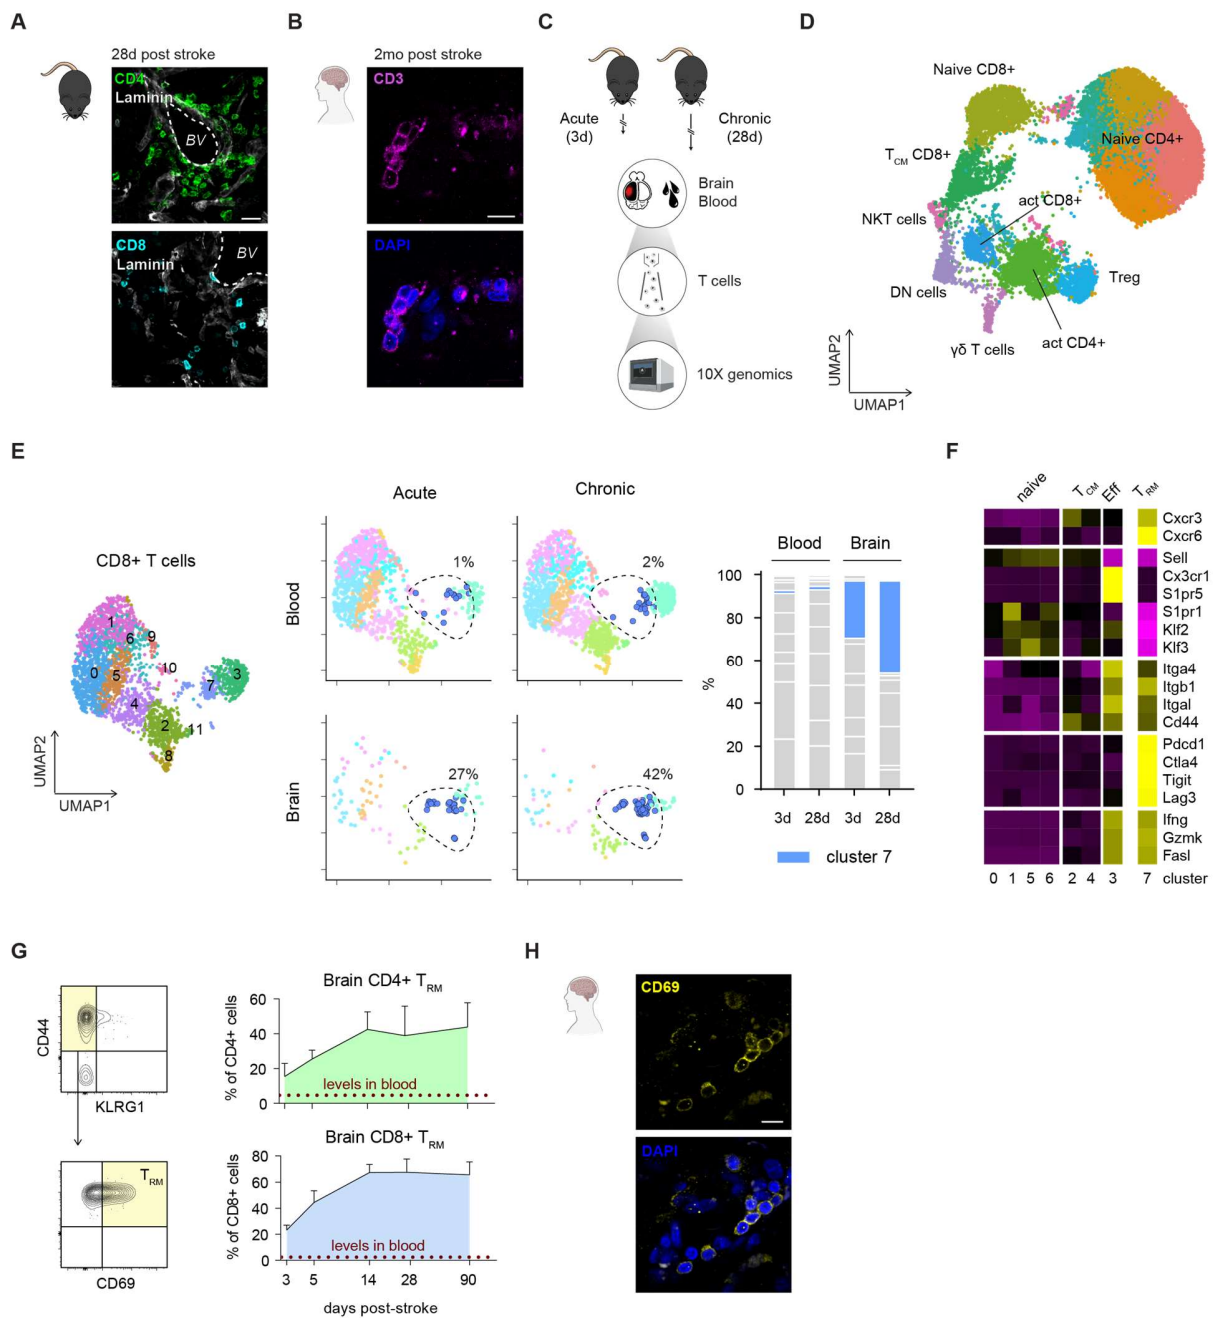 A
28d post stroke
CD4
Laminin
BV
CD8
Laminin
BV
B
2mo post stroke
CD3
DAPI
C
Acute
(3d)
Chronic
(28d)
Brain
Blood
T cells
10X genomics
D
Naive CD8+
Naive CD4+
TCM CD8+
act CD8+
NKT cells
DN cells
Treg
γδ T cells
act CD4+
UMAP2
UMAP1
E
CD8+ T cells
1
6
9
0
5
10
7
3
4
2
11
8
UMAP2
UMAP1
Acute
Chronic
Blood
1%
2%
Brain
27%
42%
Blood
Brain
%
100
80
60
40
20
0
3d
28d
3d
28d
cluster 7
F
naive
TCM
Eff
TRM
Cxcr3
Cxcr6
Sell
Cx3cr1
S1pr5
S1pr1
Klf2
Klf3
Itga4
Itgb1
Itgal
Cd44
Pdcd1
Ctla4
Tigit
Lag3
Ifng
Gzmk
Fasl
0 1 5 6 2 4 3 7 cluster
G
CD44
KLRG1
TRM
CD69
Brain CD4+ TRM
% of CD4+ cells
60
40
20
0
levels in blood
Brain CD8+ TRM
% of CD8+ cells
80
60
40
20
0
levels in blood
3 5 14 28 90
days post-stroke
H
CD69
DAPI